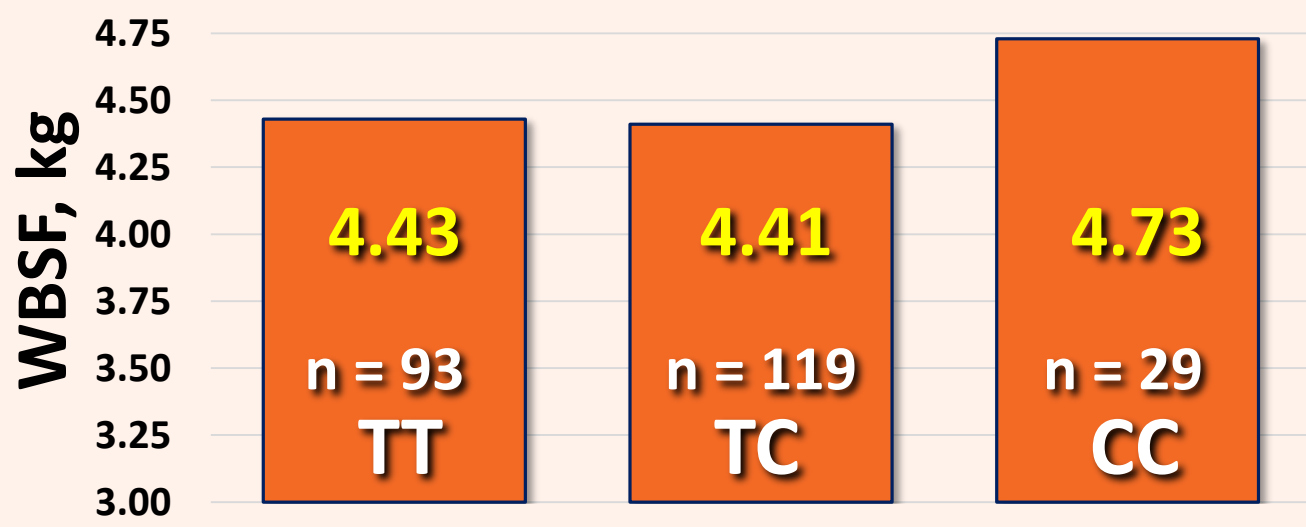 WBSF, kg
4.75
4.50
4.25
4.00
3.75
3.50
3.25
3.00
4.43
n = 93
TT
4.41
n = 119
TC
4.73
n = 29
CC